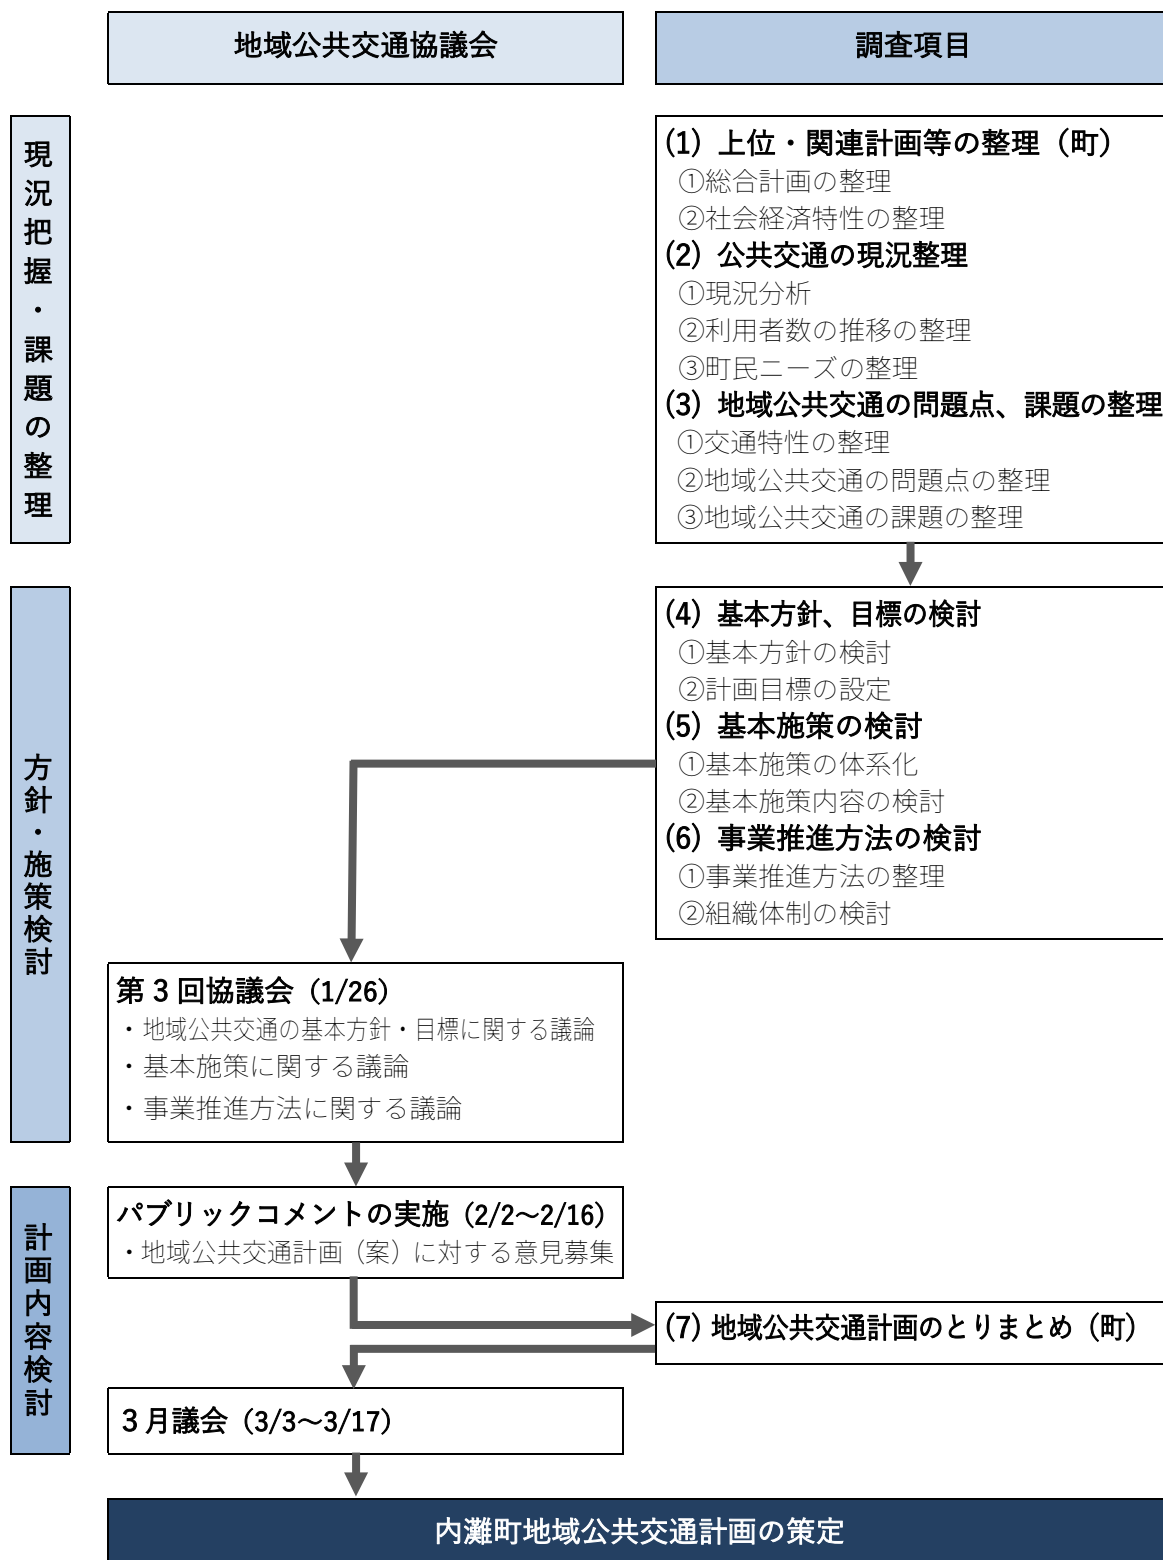 地域公共交通協議会
調査項目
現況把握・課題の整理
(1) 上位・関連計画等の整理（町）
①総合計画の整理
②社会経済特性の整理
(2) 公共交通の現況整理
①現況分析
②利用者数の推移の整理
③町民ニーズの整理
(3) 地域公共交通の問題点、課題の整理
①交通特性の整理
②地域公共交通の問題点の整理
③地域公共交通の課題の整理
方針・施策検討
(4) 基本方針、目標の検討
①基本方針の検討
②計画目標の設定
(5) 基本施策の検討
①基本施策の体系化
②基本施策内容の検討
(6) 事業推進方法の検討
①事業推進方法の整理
②組織体制の検討
第３回協議会（1/26）
・地域公共交通の基本方針・目標に関する議論
・基本施策に関する議論
・事業推進方法に関する議論
計画内容検討
パブリックコメントの実施（2/2～2/16）
・地域公共交通計画（案）に対する意見募集
(7) 地域公共交通計画のとりまとめ（町）
３月議会（3/3～3/17）
内灘町地域公共交通計画の策定